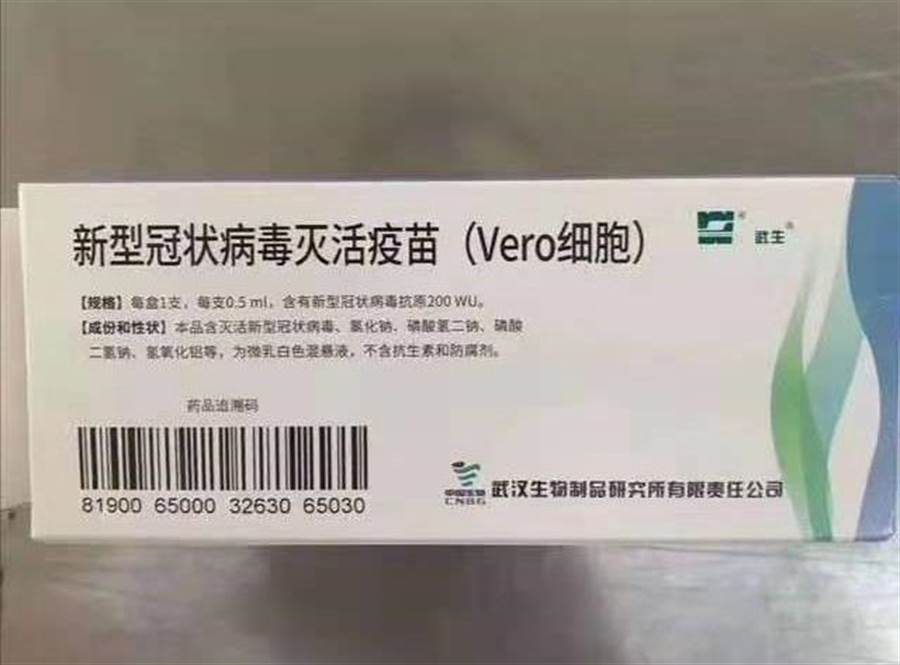 新型冠状病毒灭活疫苗（Vero细胞）
武生®
【规格】每盒1支，每支0.5 ml，含有新型冠状病毒抗原200 WU。
【成份和性状】本品含灭活新型冠状病毒、氯化钠、磷酸氢二钠、磷酸
二氢钠、氢氧化铝等，为微乳白色混悬液，不含抗生素和防腐剂。
药品追溯码
81900 65000 32630 65030
中国生物
CNBG
武汉生物制品研究所有限责任公司